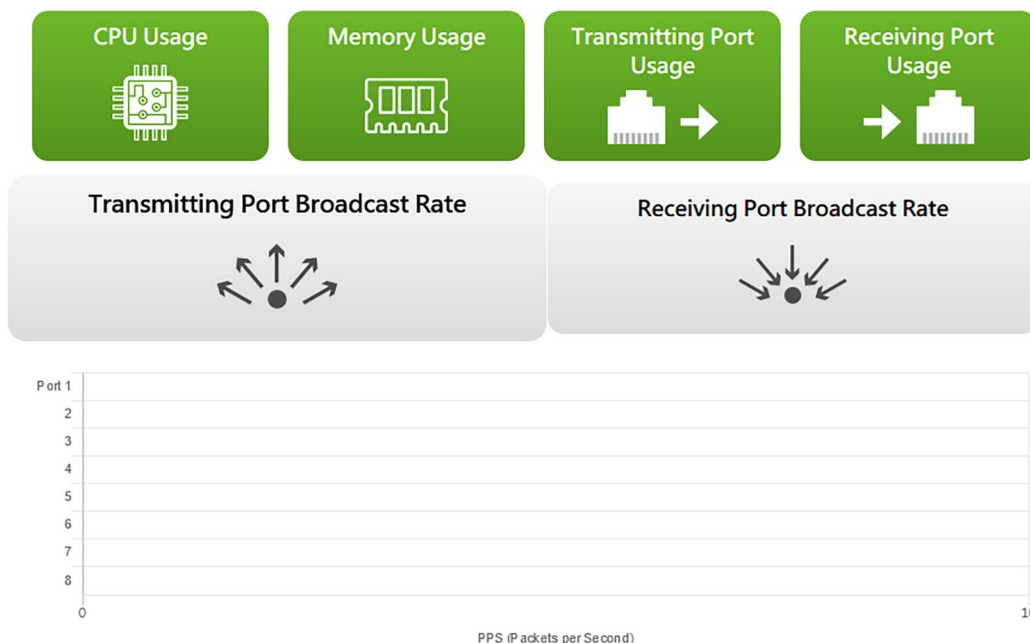 CPU Usage
Memory Usage
Transmitting Port
Usage
Receiving Port
Usage
Transmitting Port Broadcast Rate
Receiving Port Broadcast Rate
Port 1
2
3
4
5
6
7
8
0
PPS (Packets per Second)